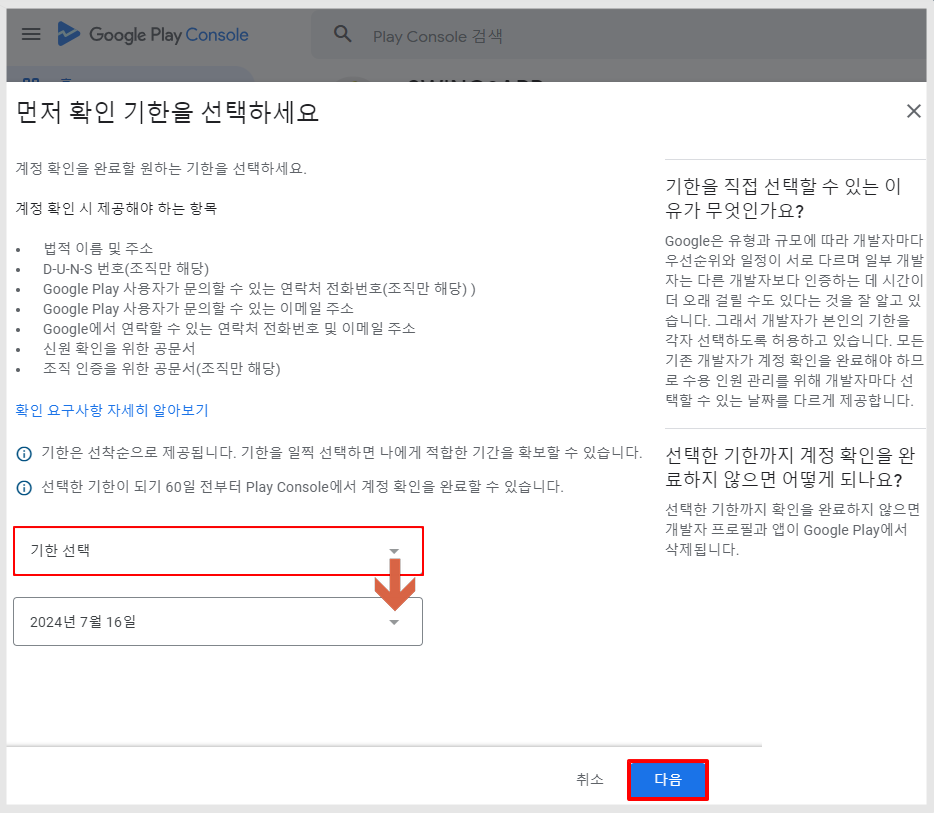 Google Play Console
Play Console 검색
먼저 확인 기한을 선택하세요
계정 확인을 완료할 원하는 기한을 선택하세요.
계정 확인 시 제공해야 하는 항목
• 법적 이름 및 주소
• D-U-N-S 번호(조직만 해당)
• Google Play 사용자가 문의할 수 있는 연락처 전화번호(조직만 해당) )
• Google Play 사용자가 문의할 수 있는 이메일 주소
• Google에서 연락할 수 있는 연락처 전화번호 및 이메일 주소
• 신원 확인을 위한 공문서
• 조직 인증을 위한 공문서(조직만 해당)
확인 요구사항 자세히 알아보기
기한은 선착순으로 제공됩니다. 기한을 일찍 선택하면 나에게 적합한 기간을 확보할 수 있습니다.
선택한 기한이 되기 60일 전부터 Play Console에서 계정 확인을 완료할 수 있습니다.
기한 선택
2024년 7월 16일
기한을 직접 선택할 수 있는 이
유가 무엇인가요?
Google은 유형과 규모에 따라 개발자마다
우선순위와 일정이 서로 다르며 일부 개발
자는 다른 개발자보다 인증하는 데 시간이
더 오래 걸릴 수도 있다는 것을 잘 알고 있
습니다. 그래서 개발자가 본인의 기한을
각자 선택하도록 허용하고 있습니다. 모든
기존 개발자가 계정 확인을 완료해야 하므
로 수용 인원 관리를 위해 개발자마다 선
택할 수 있는 날짜를 다르게 제공합니다.
선택한 기한까지 계정 확인을 완
료하지 않으면 어떻게 되나요?
선택한 기한까지 확인을 완료하지 않으면
개발자 프로필과 앱이 Google Play에서
삭제됩니다.
취소
다음